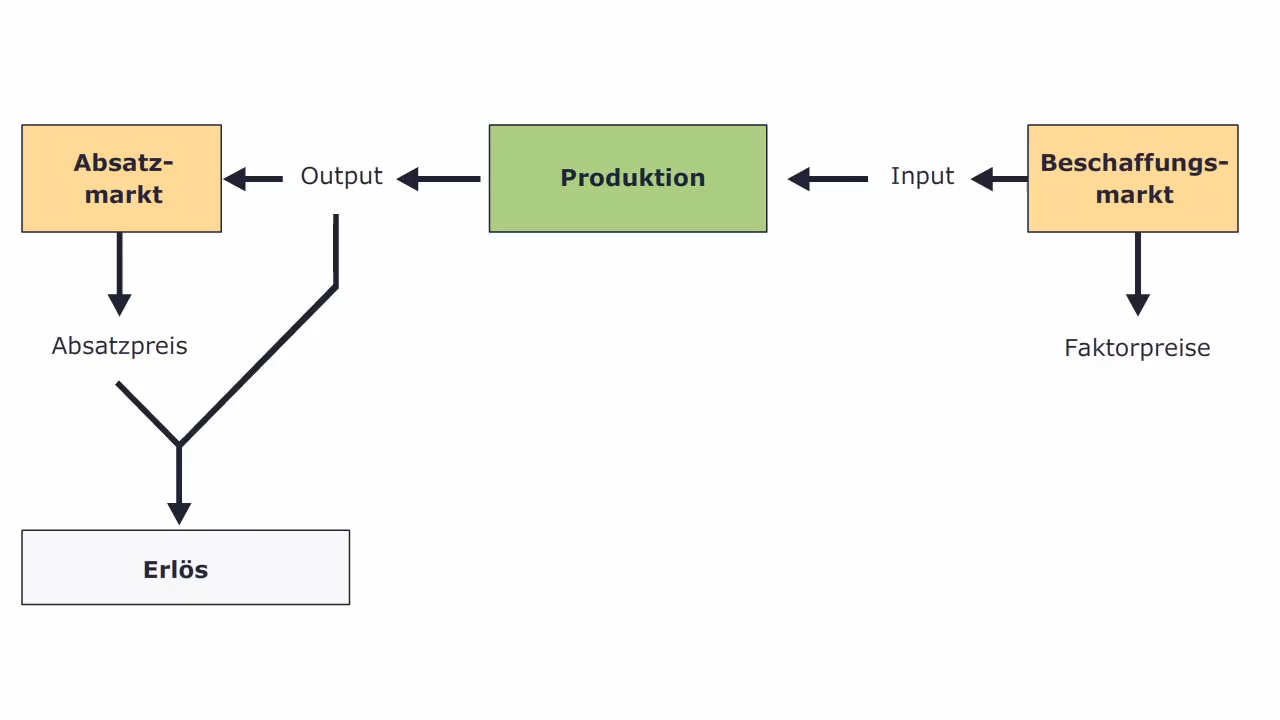 Absatz-
markt
Output
Produktion
Input
Beschaffungs-
markt
Absatzpreis
Faktorpreise
Erlös